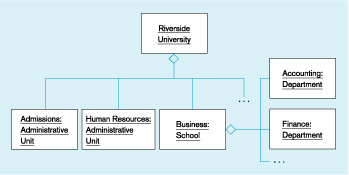 Riverside
University
Accounting:
Department
...
Admissions:
Administrative
Unit
Human Resources:
Administrative
Unit
Business:
School
Finance:
Department
...